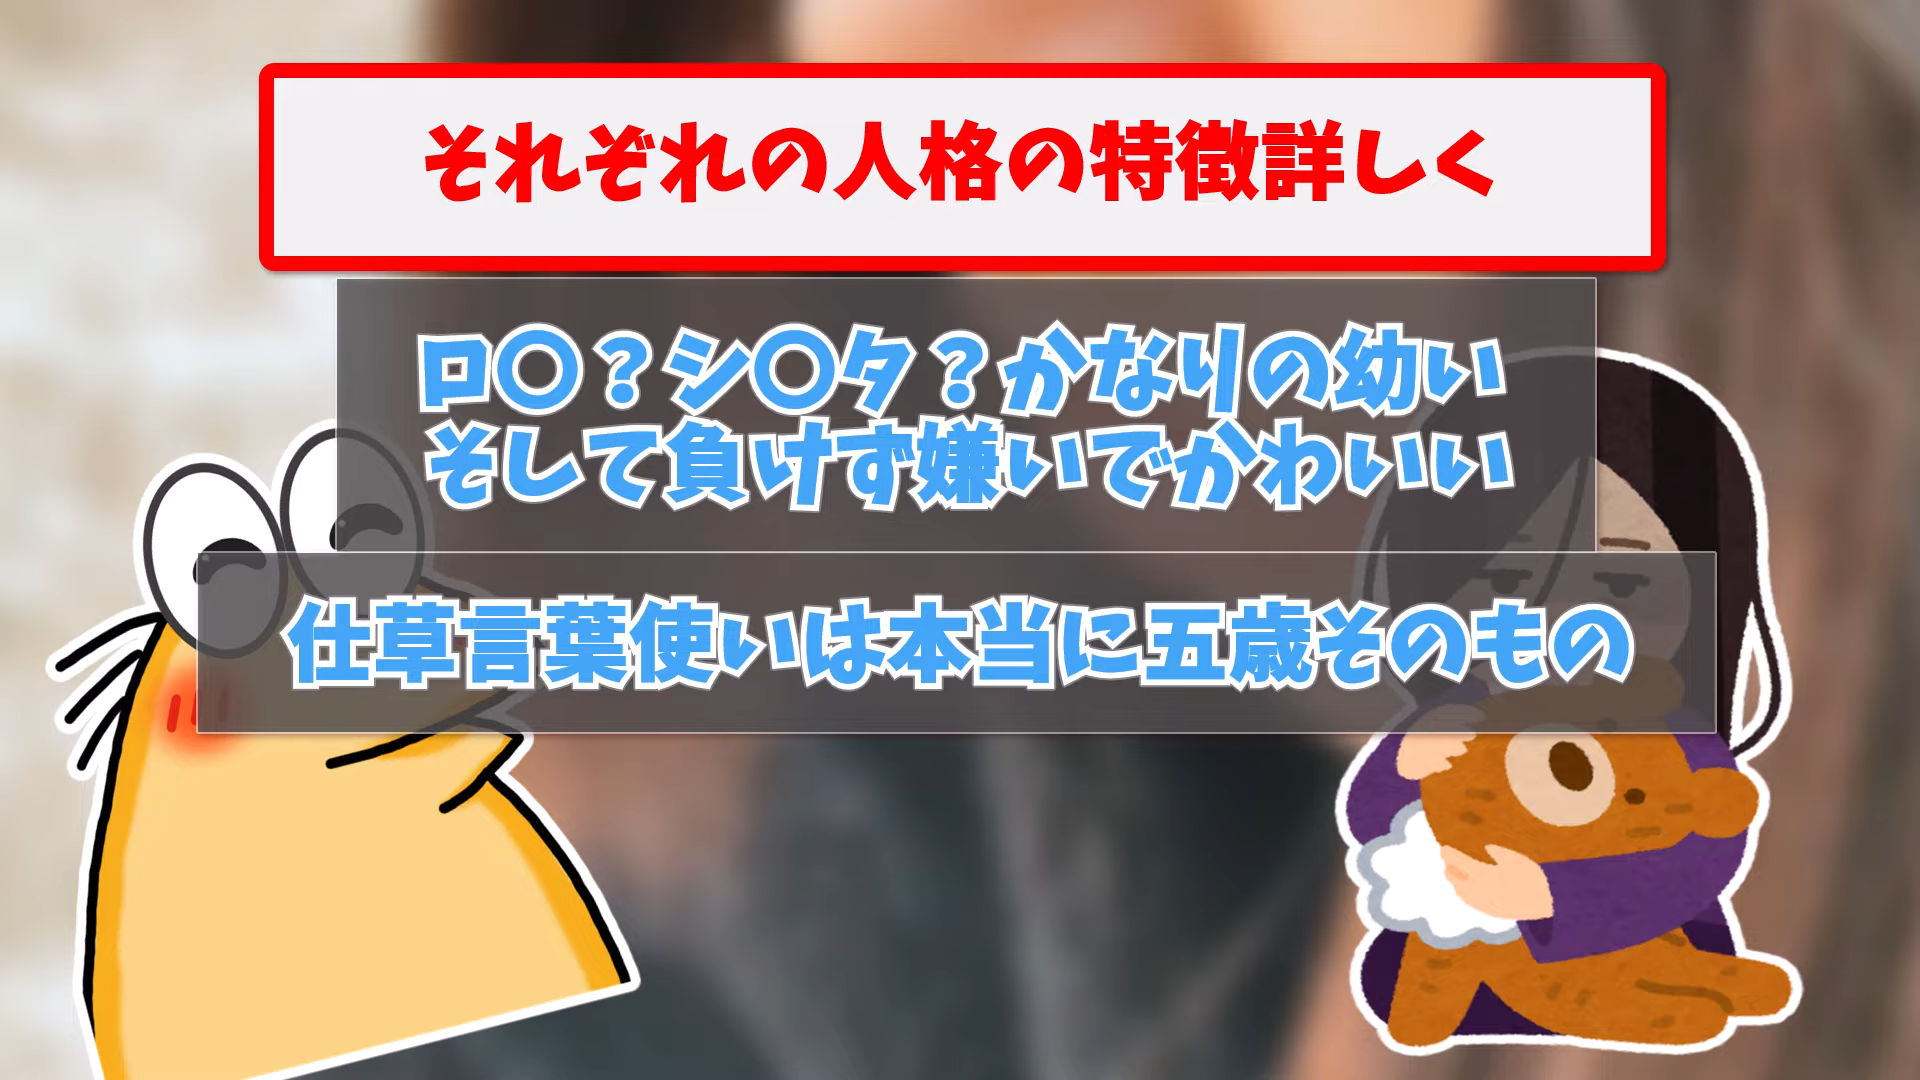 それぞれの人格の特徴詳しく
ロ〇？シ〇タ？かなりの幼い
そして負けず嫌いでかわいい
仕草言葉使いは本当に五歳そのもの